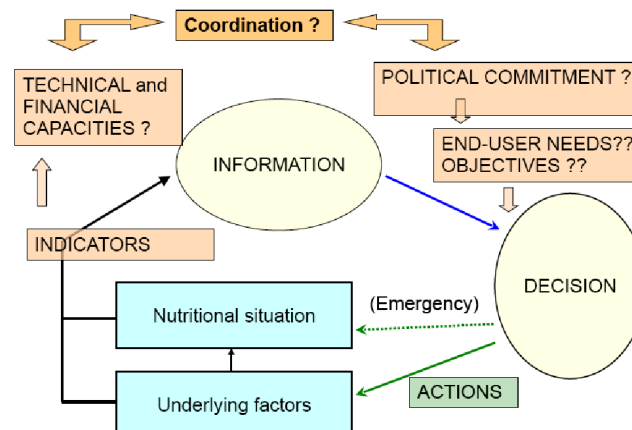 Coordination ?
TECHNICAL and
FINANCIAL
CAPACITIES ?
POLITICAL COMMITMENT ?
END-USER NEEDS??
OBJECTIVES ??
INFORMATION
INDICATORS
DECISION
(Emergency)
Nutritional situation
ACTIONS
Underlying factors